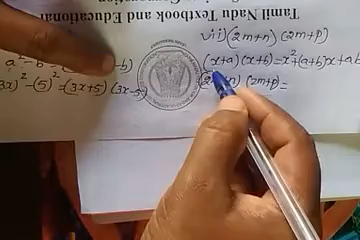 Tamil Nadu Textbook and Educational
vii) (2m+n) (2m+p)
a² - b² = - b)
(x+a) (x+b) = x²+(a+b)x+ab
3x)² - (5)² = (3x+5) (3x-5)
(2 n) (2m+p) =